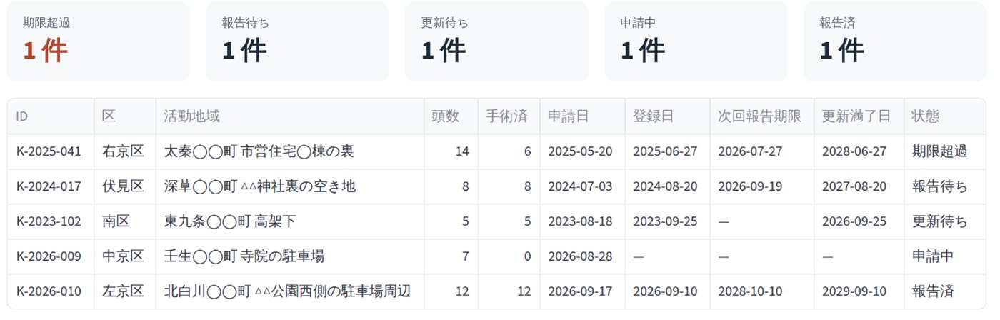 期限超過 報告待ち 更新待ち 申請中 報告済
1 件 1 件 1 件 1 件 1 件
ID 区 活動地域 頭数 手術済 申請日 登録日 次回報告期限 更新満了日 状態
K-2025-041 右京区 太秦◯◯町 市営住宅◯棟の裏 14 6 2025-05-20 2025-06-27 2026-07-27 2028-06-27 期限超過
K-2024-017 伏見区 深草◯◯町 △△神社裏の空き地 8 8 2024-07-03 2024-08-20 2026-09-19 2027-08-20 報告待ち
K-2023-102 南区 東九条◯◯町 高架下 5 5 2023-08-18 2023-09-25 — 2026-09-25 更新待ち
K-2026-009 中京区 壬生◯◯町 寺院の駐車場 7 0 2026-08-28 — — — 申請中
K-2026-010 左京区 北白川◯◯町 △△公園西側の駐車場周辺 12 12 2026-09-17 2026-09-10 2028-10-10 2029-09-10 報告済